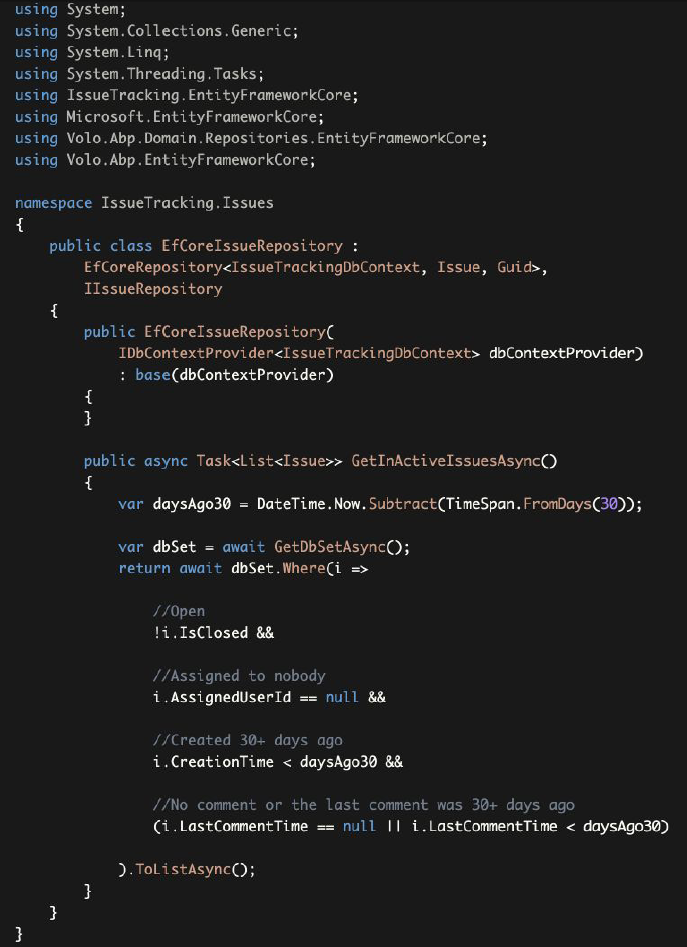 using System;
using System.Collections.Generic;
using System.Linq;
using System.Threading.Tasks;
using IssueTracking.EntityFrameworkCore;
using Microsoft.EntityFrameworkCore;
using Volo.Abp.Domain.Repositories.EntityFrameworkCore;
using Volo.Abp.EntityFrameworkCore;

namespace IssueTracking.Issues
{
    public class EfCoreIssueRepository :
        EfCoreRepository<IssueTrackingDbContext, Issue, Guid>,
        IIssueRepository
    {
        public EfCoreIssueRepository(
            IDbContextProvider<IssueTrackingDbContext> dbContextProvider)
            : base(dbContextProvider)
        {
        }

        public async Task<List<Issue>> GetInActiveIssuesAsync()
        {
            var daysAgo30 = DateTime.Now.Subtract(TimeSpan.FromDays(30));

            var dbSet = await GetDbSetAsync();
            return await dbSet.Where(i =>

                //Open
                !i.IsClosed &&

                //Assigned to nobody
                i.AssignedUserId == null &&

                //Created 30+ days ago
                i.CreationTime < daysAgo30 &&

                //No comment or the last comment was 30+ days ago
                (i.LastCommentTime == null || i.LastCommentTime < daysAgo30)

            ).ToListAsync();
        }
    }
}